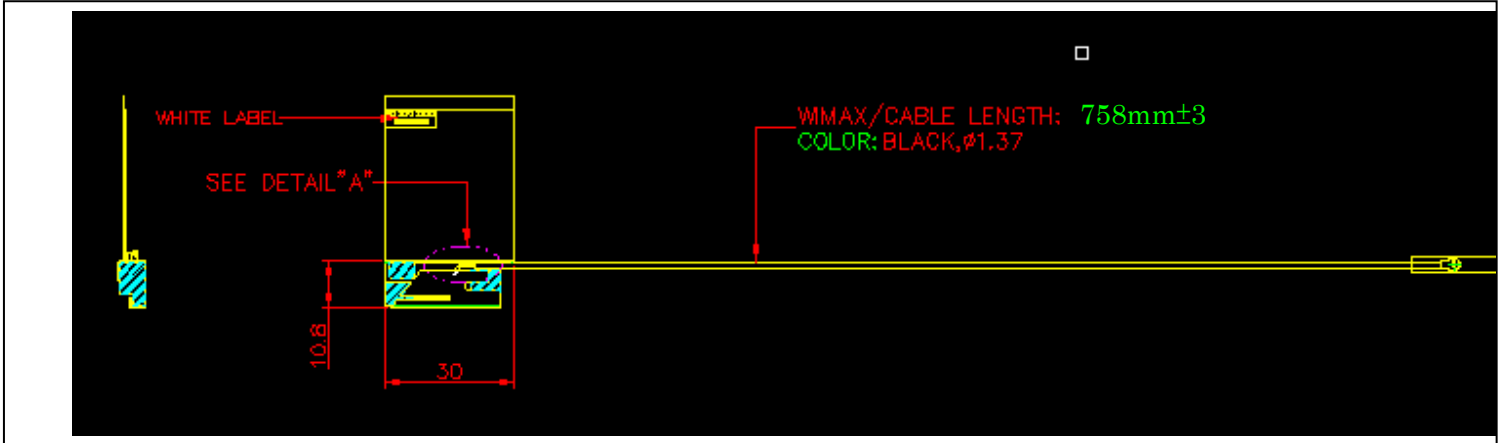 WHITE LABEL
WIMAX/CABLE LENGTH: 758mm±3
COLOR: BLACK,ø1.37
SEE DETAIL"A"
10.8
30